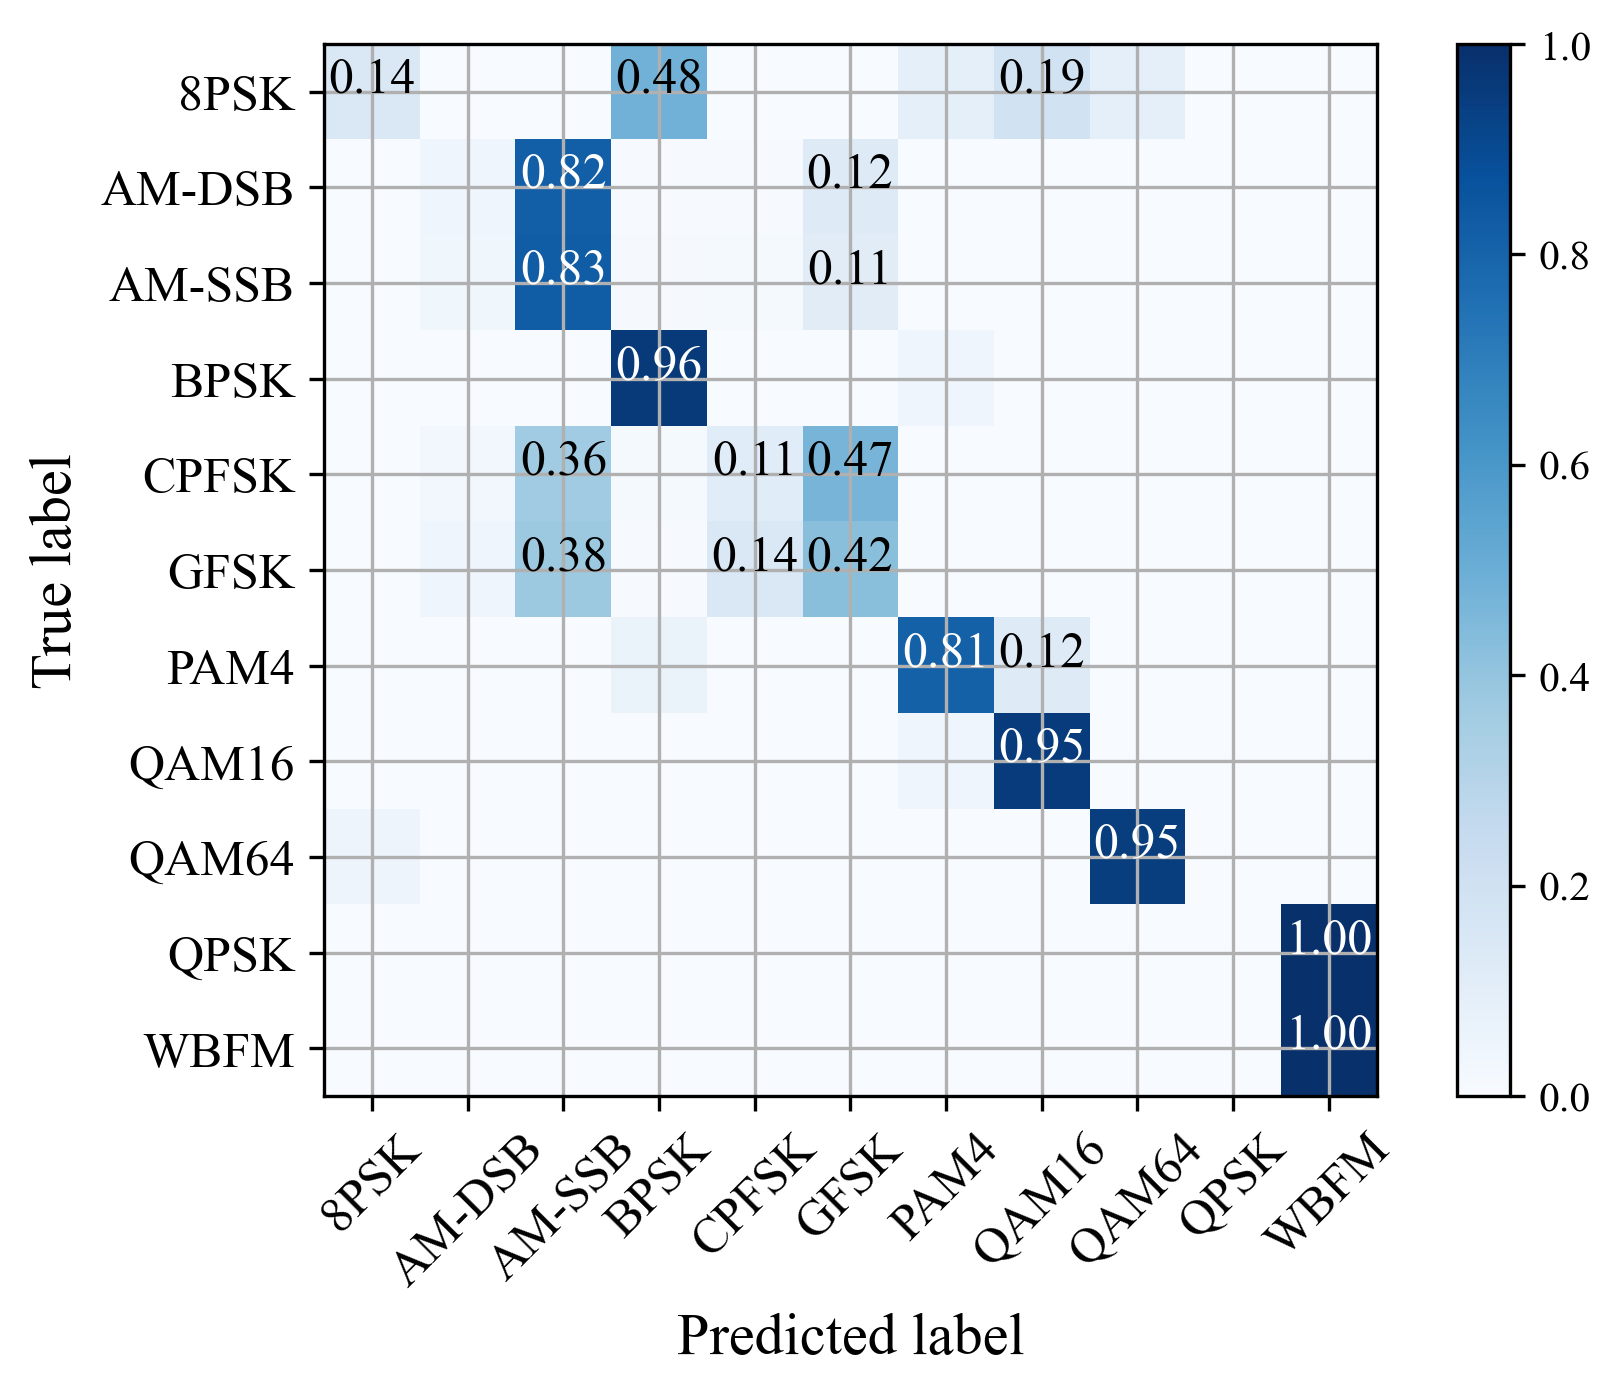 8PSK 0.14 0.48 0.19
AM-DSB 0.82 0.12
AM-SSB 0.83 0.11
BPSK 0.96
CPFSK 0.36 0.11 0.47
GFSK 0.38 0.14 0.42
PAM4 0.81 0.12
QAM16 0.95
QAM64 0.95
QPSK 1.00
WBFM 1.00
True label
8PSK AM-DSB AM-SSB BPSK CPFSK GFSK PAM4 QAM16 QAM64 QPSK WBFM
Predicted label
1.0
0.8
0.6
0.4
0.2
0.0